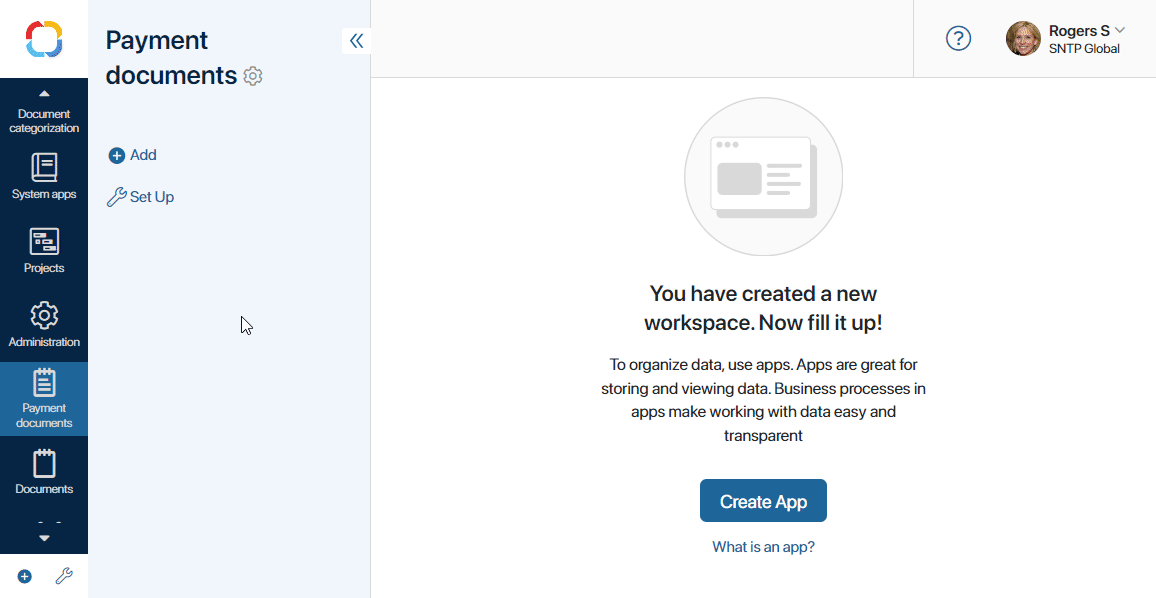 Document
categorization
System apps
Projects
Administration
Payment
documents
Documents
Payment
documents
Add
Set Up
?
Rogers S
SNTP Global
You have created a new
workspace. Now fill it up!
To organize data, use apps. Apps are great for
storing and viewing data. Business processes in
apps make working with data easy and
transparent
Create App
What is an app?